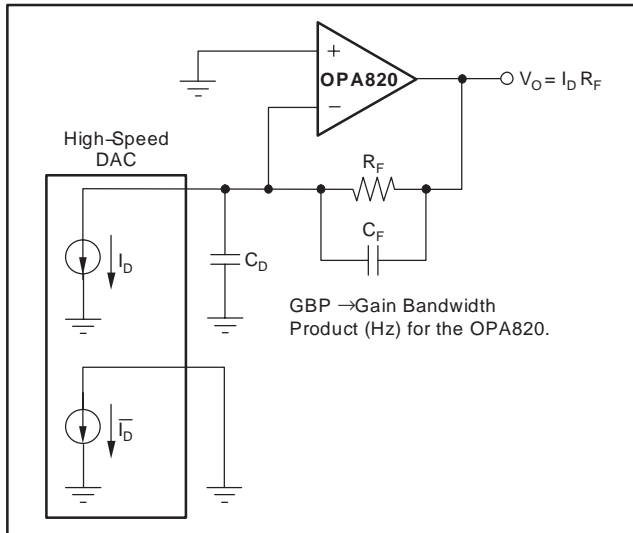 +
OPA820
−
V_O = I_D R_F
High–Speed
DAC
R_F
C_F
I_D
C_D
GBP →Gain Bandwidth
Product (Hz) for the OPA820.
I̅_D